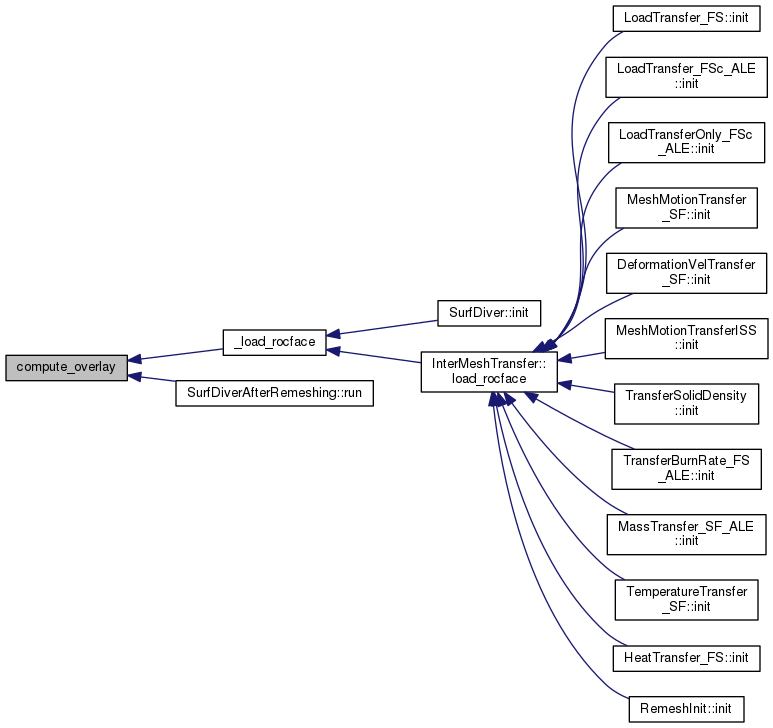 LoadTransfer_FS::init
LoadTransfer_FSc_ALE
::init
LoadTransferOnly_FSc
_ALE::init
MeshMotionTransfer
_SF::init
DeformationVelTransfer
_SF::init
SurfDiver::init
MeshMotionTransferISS
::init
_load_rocface
compute_overlay
InterMeshTransfer::
load_rocface
SurfDiverAfterRemeshing::run
TransferSolidDensity
::init
TransferBurnRate_FS
_ALE::init
MassTransfer_SF_ALE
::init
TemperatureTransfer
_SF::init
HeatTransfer_FS::init
RemeshInit::init